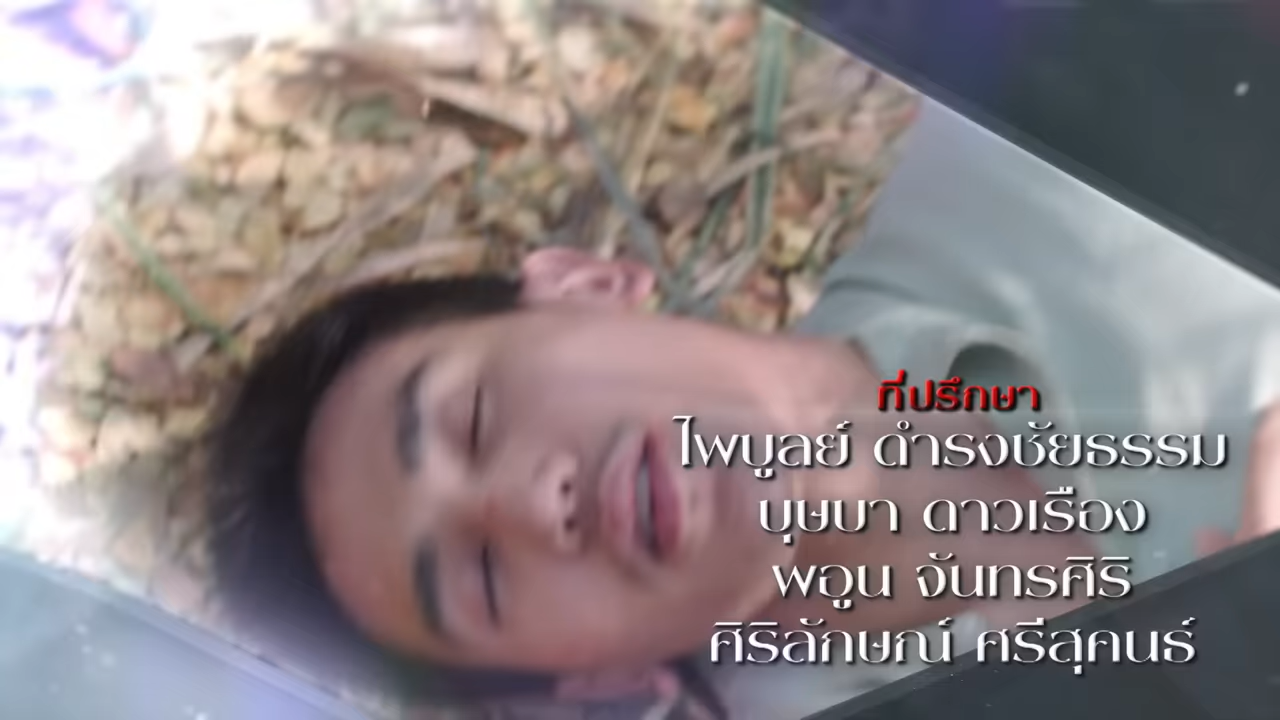 ที่ปรึกษา
ไพบูลย์ ดำรงชัยธรรม
บุษบา ดาวเรือง
พอูน จันทรศิริ
ศิริลักษณ์ ศรีสุคนธ์